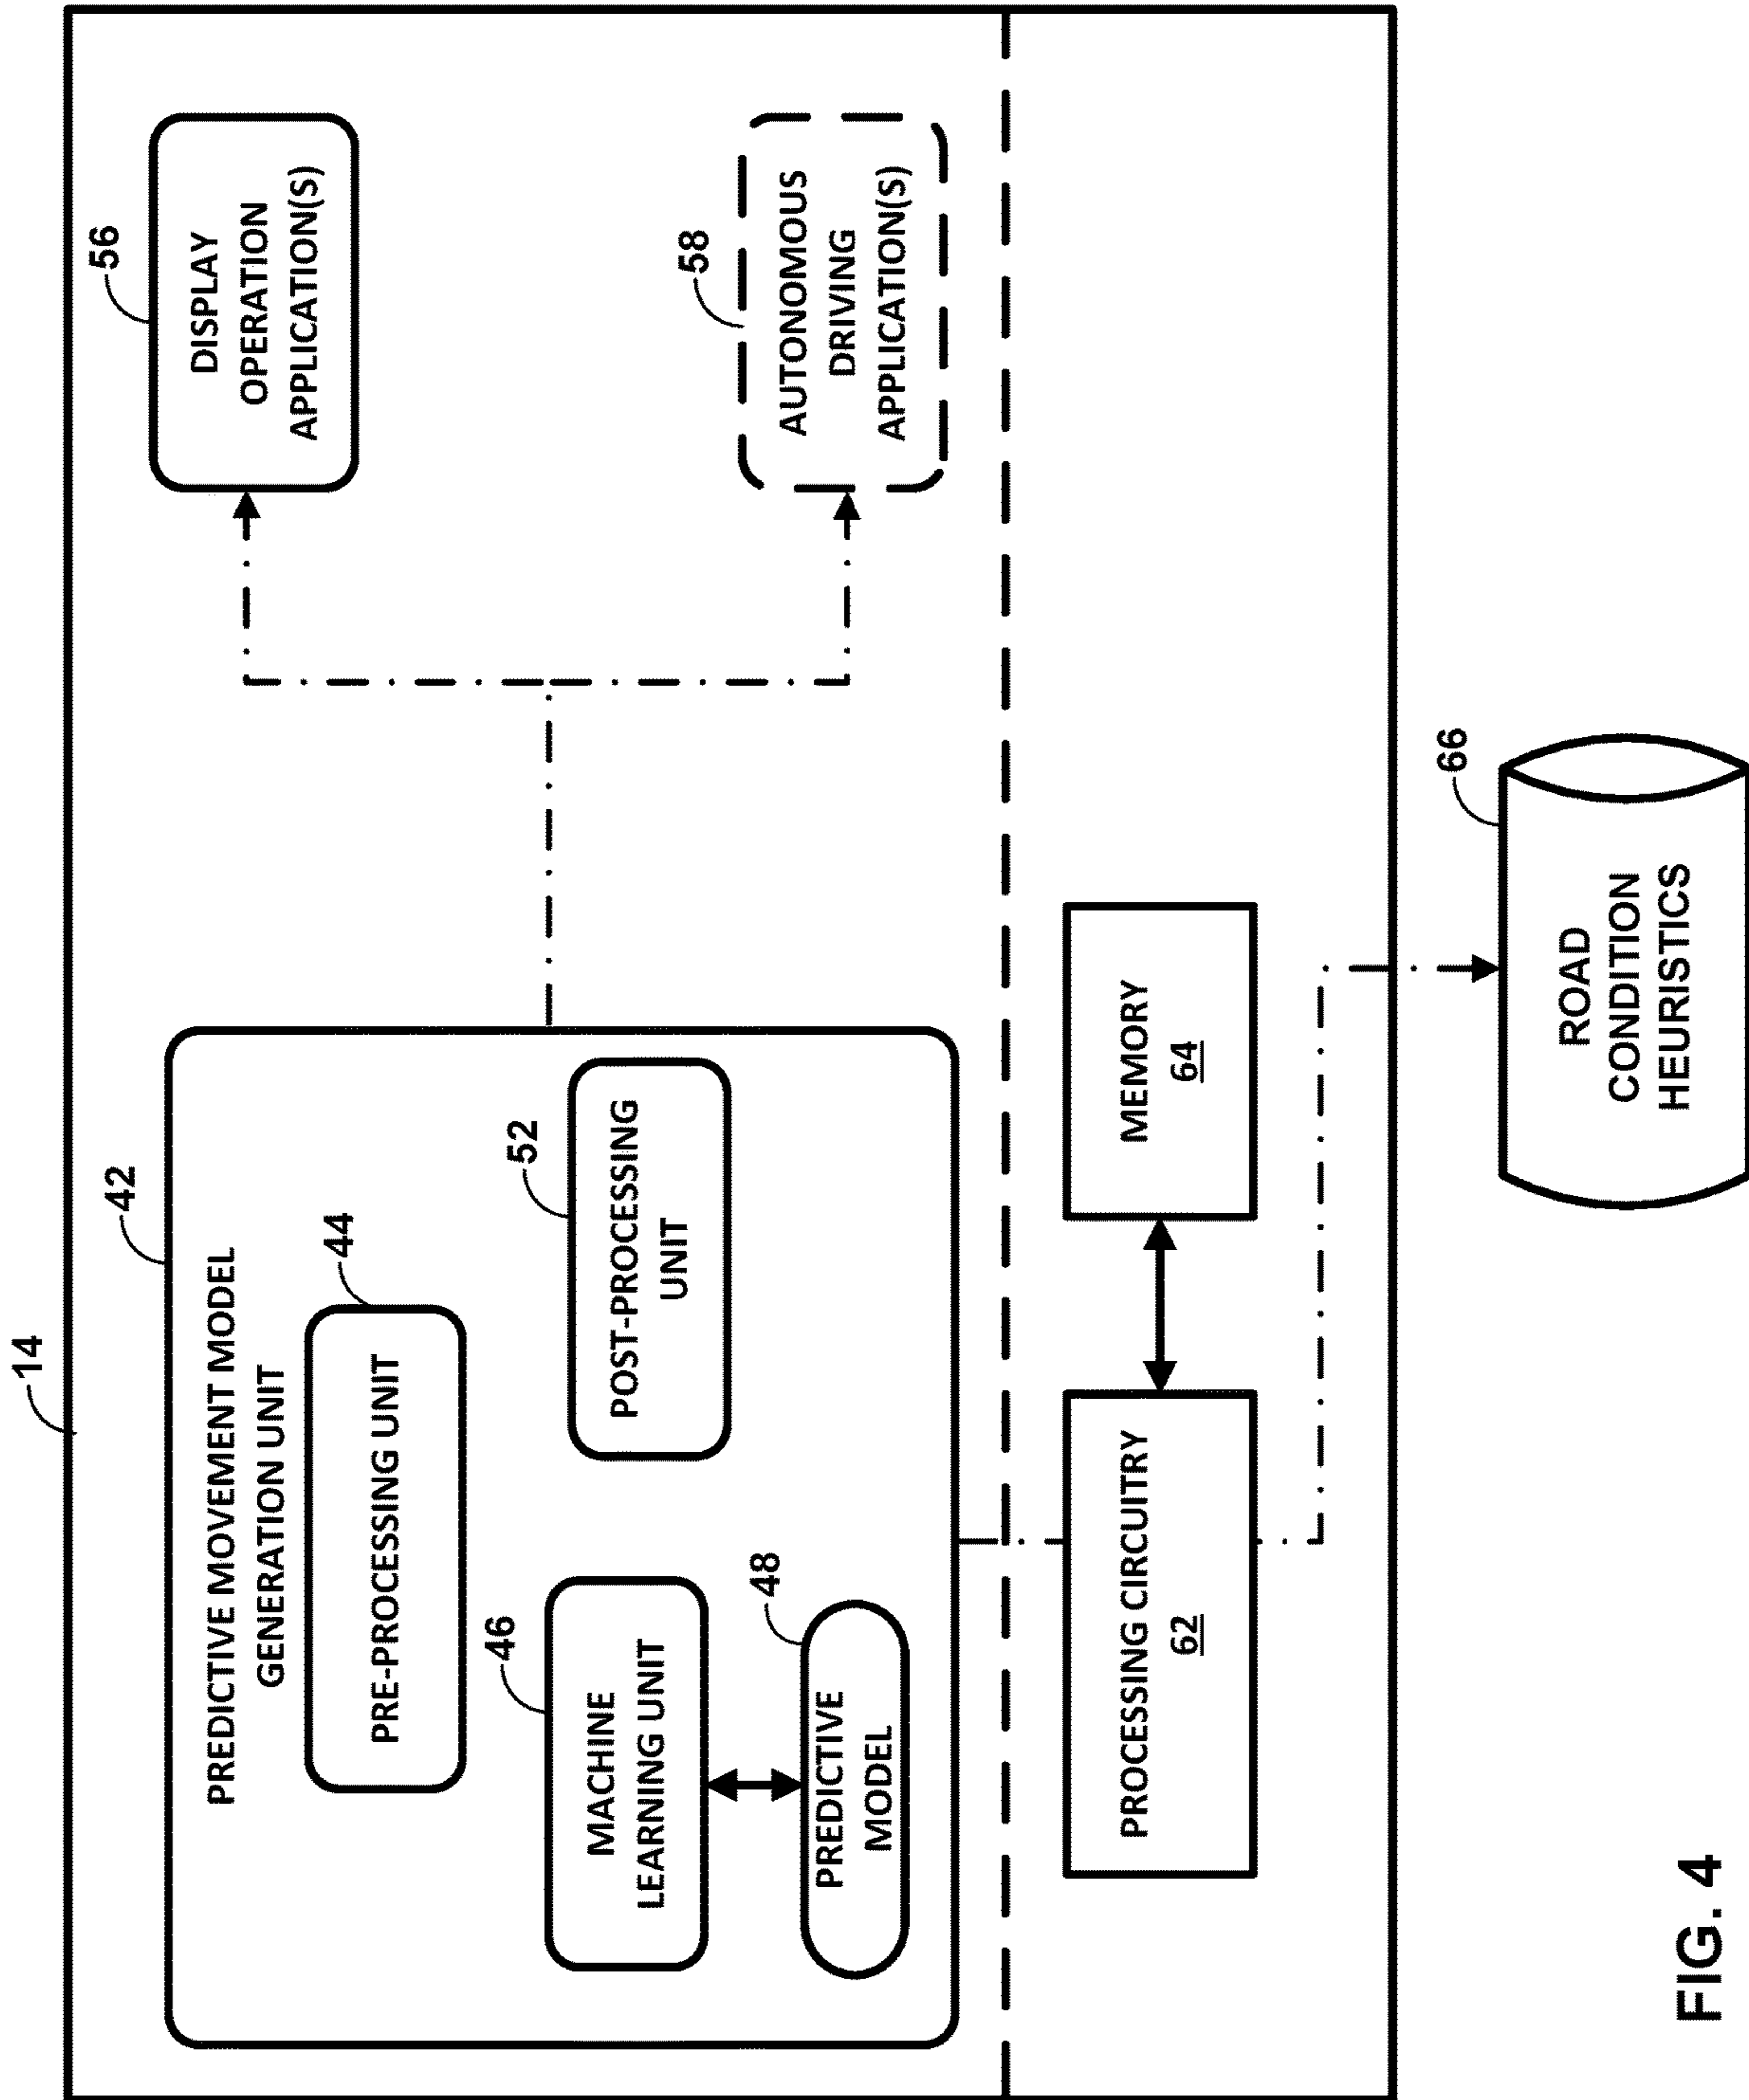 14
42
PREDICTIVE MOVEMENT MODEL
GENERATION UNIT
44
PRE-PROCESSING UNIT
46
MACHINE
LEARNING UNIT
52
POST-PROCESSING
UNIT
48
PREDICTIVE
MODEL
56
DISPLAY
OPERATION
APPLICATION(S)
58
AUTONOMOUS
DRIVING
APPLICATION(S)
PROCESSING CIRCUITRY
62
MEMORY
64
66
ROAD
CONDITION
HEURISTICS
FIG. 4